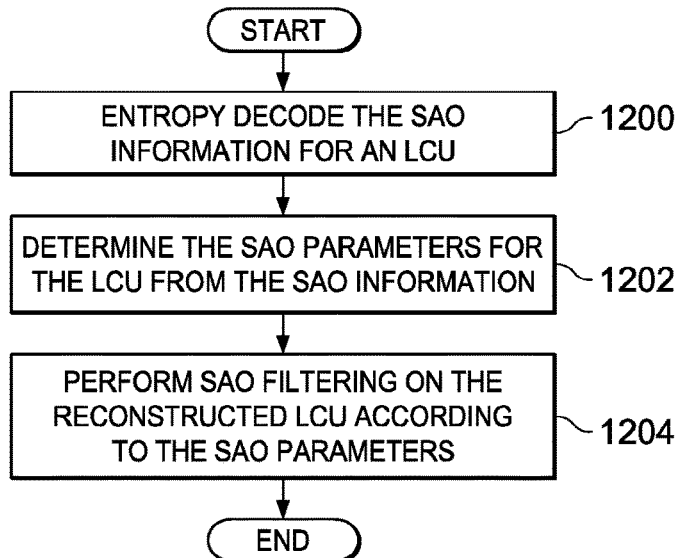 START
ENTROPY DECODE THE SAO
INFORMATION FOR AN LCU
1200
DETERMINE THE SAO PARAMETERS FOR
THE LCU FROM THE SAO INFORMATION
1202
PERFORM SAO FILTERING ON THE
RECONSTRUCTED LCU ACCORDING
TO THE SAO PARAMETERS
1204
END